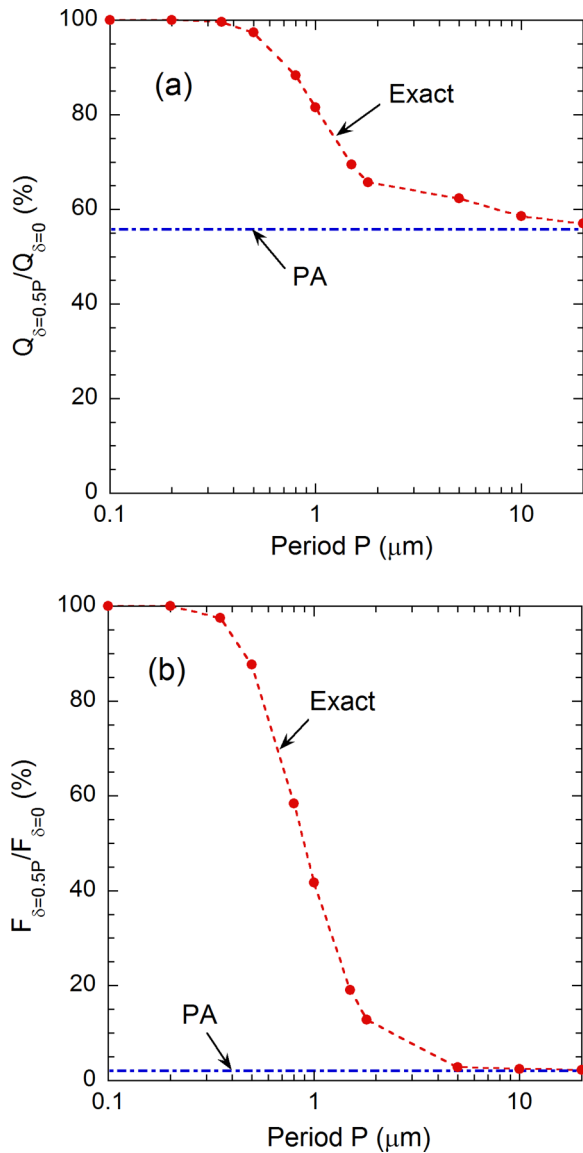 100
(a)
Exact
80
60
PA
40
20
0
Q_{δ=0.5P}/Q_{δ=0} (%)
0.1 1 10
Period P (μm)
100
(b)
Exact
80
60
40
20
PA
0
F_{δ=0.5P}/F_{δ=0} (%)
0.1 1 10
Period P (μm)